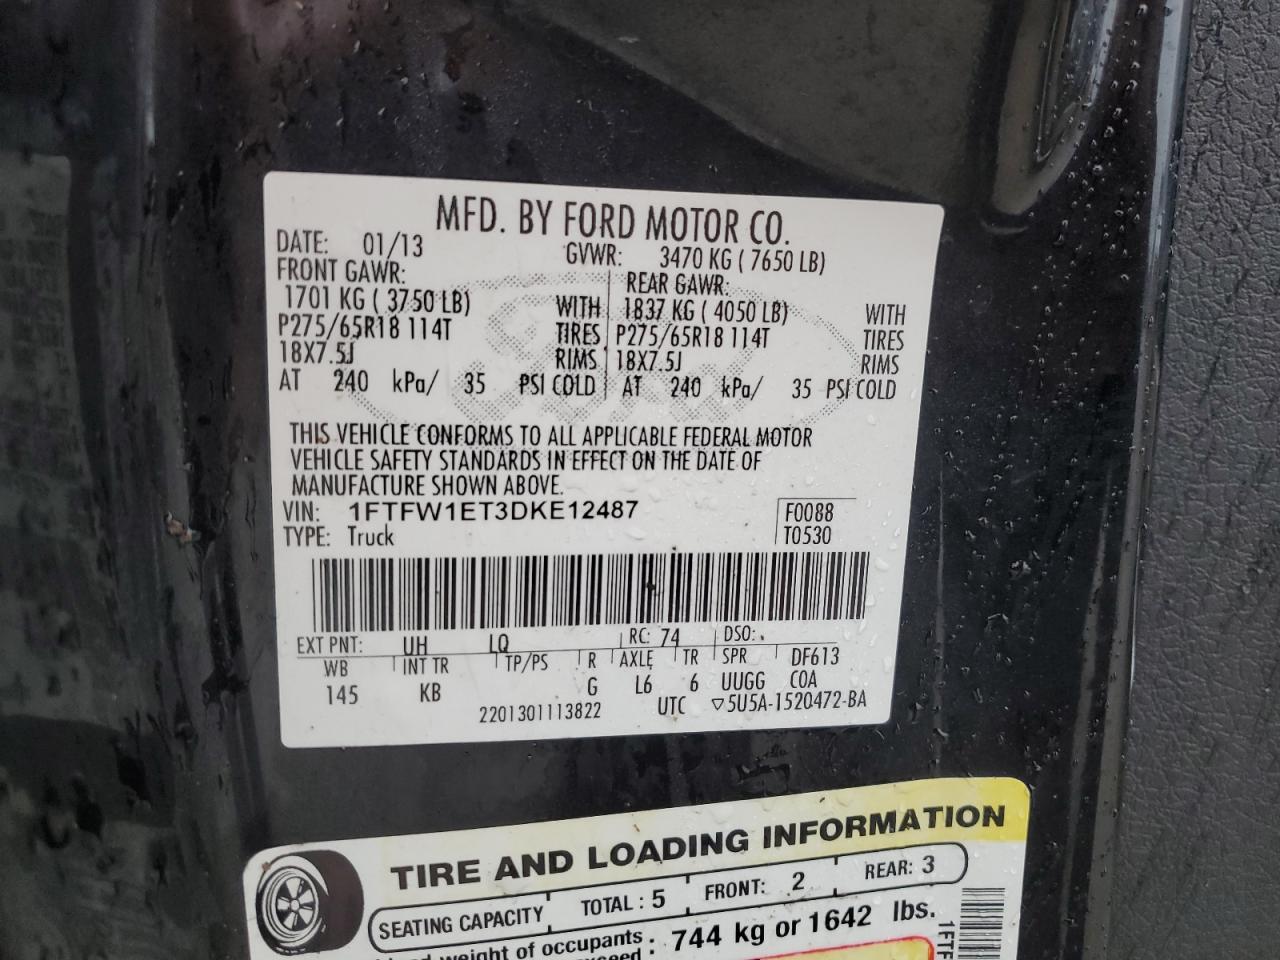 MFD. BY FORD MOTOR CO.
DATE: 01/13 GVWR: 3470 KG ( 7650 LB)
FRONT GAWR: REAR GAWR:
1701 KG ( 3750 LB) WITH 1837 KG ( 4050 LB) WITH
P275/65R18 114T TIRES P275/65R18 114T TIRES
18X7.5J RIMS 18X7.5J RIMS
AT 240 kPa/ 35 PSI COLD AT 240 kPa/ 35 PSI COLD
THIS VEHICLE CONFORMS TO ALL APPLICABLE FEDERAL MOTOR
VEHICLE SAFETY STANDARDS IN EFFECT ON THE DATE OF
MANUFACTURE SHOWN ABOVE.
VIN: 1FTFW1ET3DKE12487 F0088
TYPE: Truck T0530
EXT PNT: UH LQ RC: 74 DSO:
WB INT TR TP/PS R AXLE TR SPR DF613
145 KB G L6 6 UUGG COA
2201301113822 UTC ▽5U5A-1520472-BA
TIRE AND LOADING INFORMATION
SEATING CAPACITY TOTAL : 5 FRONT: 2 REAR: 3
weight of occupants : 744 kg or 1642 lbs.
1FTF